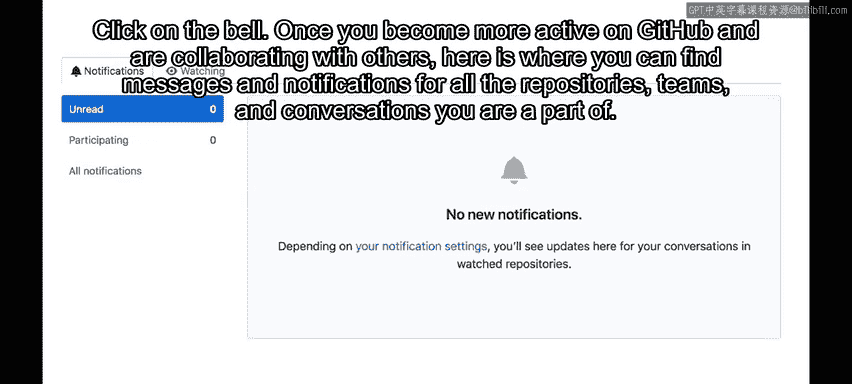 GPT中英字幕课程资源@bilibili.com
Click on the bell. Once you become more active on GitHub and
are collaborating with others, here is where you can find
messages and notifications for all the repositories, teams,
and conversations you are a part of.
Notifications Watching
Unread 0
Participating 0
All notifications
No new notifications.
Depending on your notification settings, you'll see updates here for your conversations in
watched repositories.